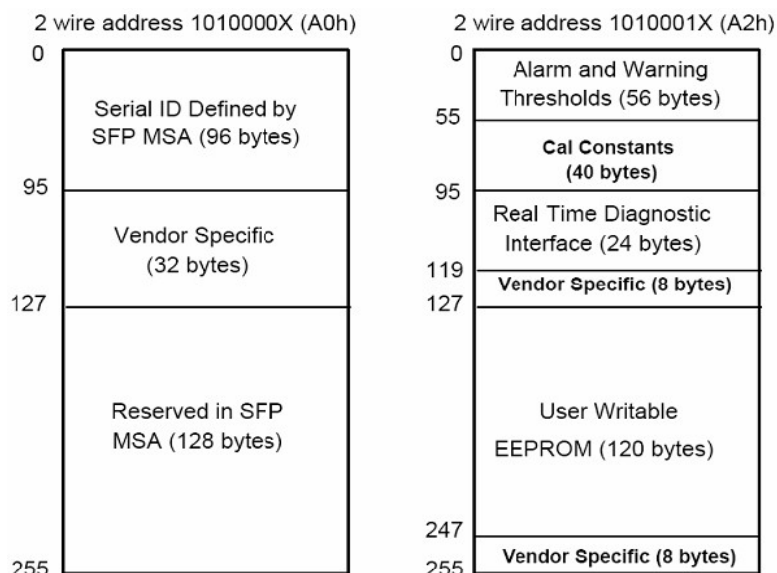 2 wire address 1010000X (A0h)
0
Serial ID Defined by
SFP MSA (96 bytes)
95
Vendor Specific
(32 bytes)
127
Reserved in SFP
MSA (128 bytes)
255
2 wire address 1010001X (A2h)
0
Alarm and Warning
Thresholds (56 bytes)
55
Cal Constants
(40 bytes)
95
Real Time Diagnostic
Interface (24 bytes)
119
Vendor Specific (8 bytes)
127
User Writable
EEPROM (120 bytes)
247
Vendor Specific (8 bytes)
255